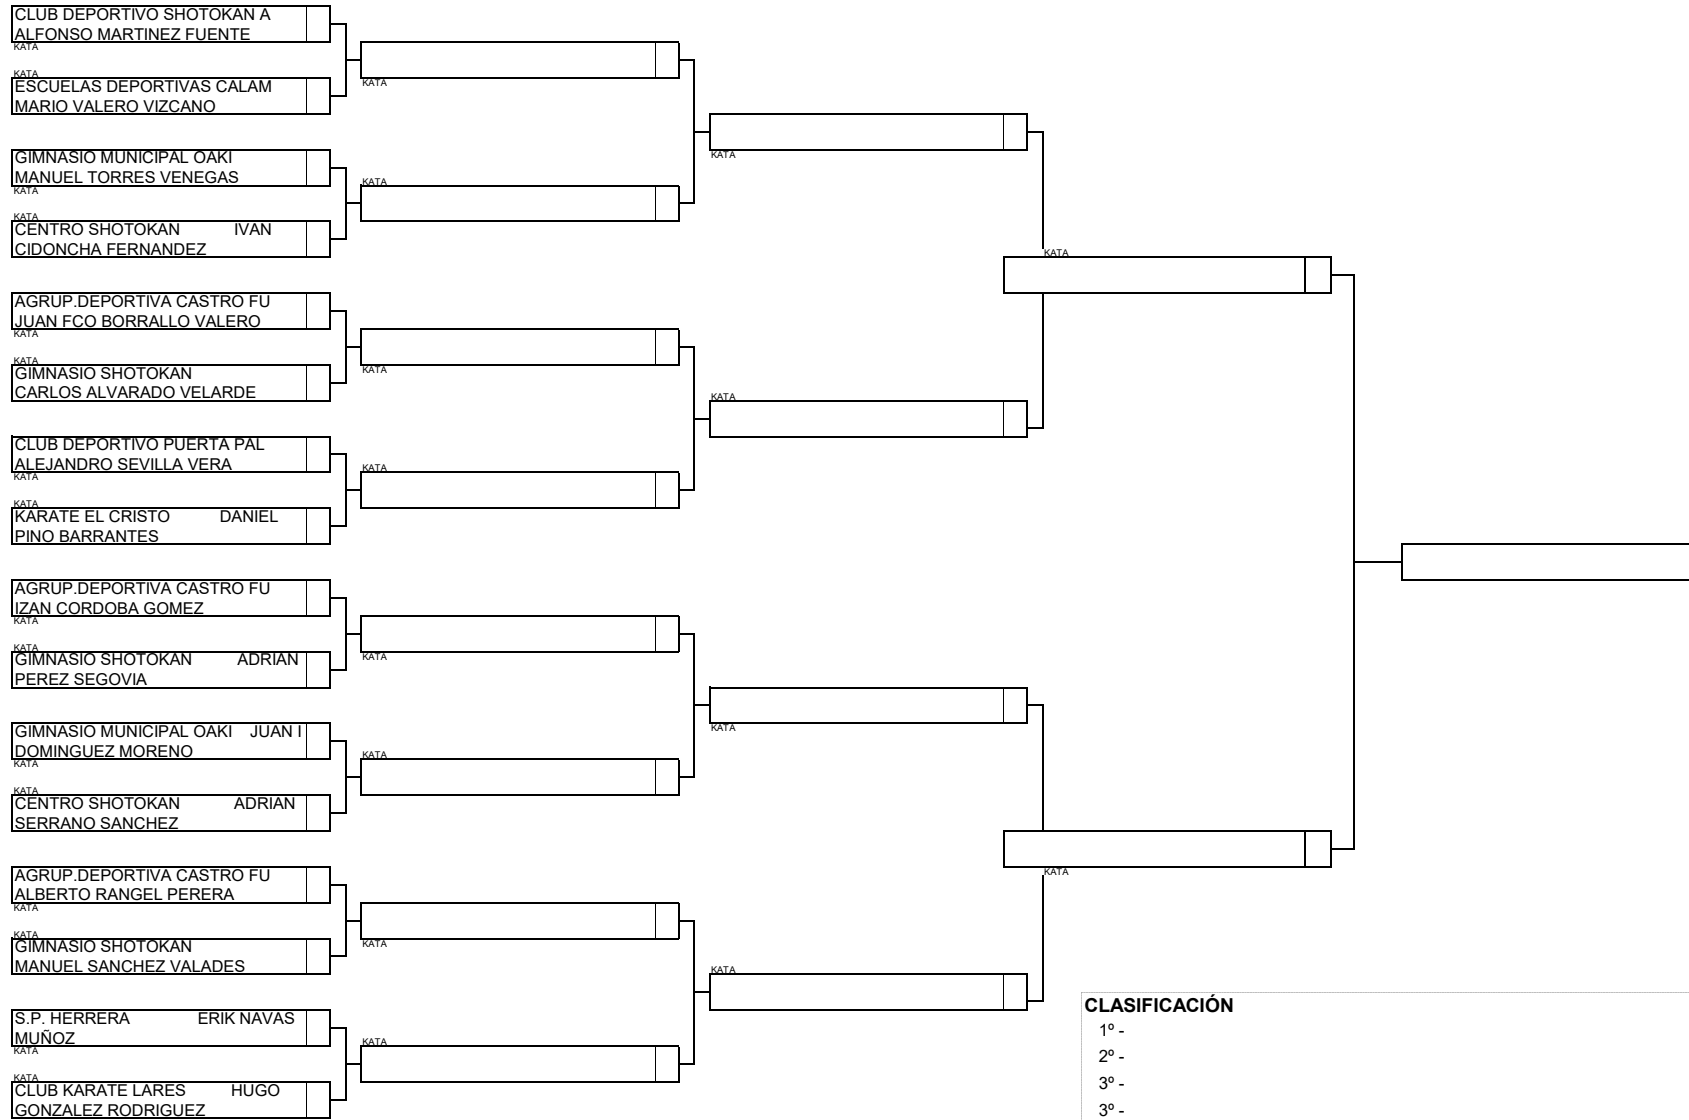 CLUB DEPORTIVO SHOTOKAN A
ALFONSO MARTINEZ FUENTE
KATA
KATA
ESCUELAS DEPORTIVAS CALAM
MARIO VALERO VIZCANO
GIMNASIO MUNICIPAL OAKI
MANUEL TORRES VENEGAS
KATA
KATA
CENTRO SHOTOKAN IVAN
CIDONCHA FERNANDEZ
AGRUP.DEPORTIVA CASTRO FU
JUAN FCO BORRALLO VALERO
KATA
KATA
GIMNASIO SHOTOKAN
CARLOS ALVARADO VELARDE
CLUB DEPORTIVO PUERTA PAL
ALEJANDRO SEVILLA VERA
KATA
KATA
KARATE EL CRISTO DANIEL
PINO BARRANTES
AGRUP.DEPORTIVA CASTRO FU
IZAN CORDOBA GOMEZ
KATA
KATA
GIMNASIO SHOTOKAN ADRIAN
PEREZ SEGOVIA
GIMNASIO MUNICIPAL OAKI JUAN I
DOMINGUEZ MORENO
KATA
KATA
CENTRO SHOTOKAN ADRIAN
SERRANO SANCHEZ
AGRUP.DEPORTIVA CASTRO FU
ALBERTO RANGEL PERERA
KATA
KATA
GIMNASIO SHOTOKAN
MANUEL SANCHEZ VALADES
S.P. HERRERA ERIK NAVAS
MUÑOZ
KATA
KATA
CLUB KARATE LARES HUGO
GONZALEZ RODRIGUEZ
KATA
KATA
KATA
KATA
KATA
KATA
KATA
KATA
KATA
KATA
KATA
KATA
KATA
KATA
CLASIFICACIÓN
1º -
2º -
3º -
3º -